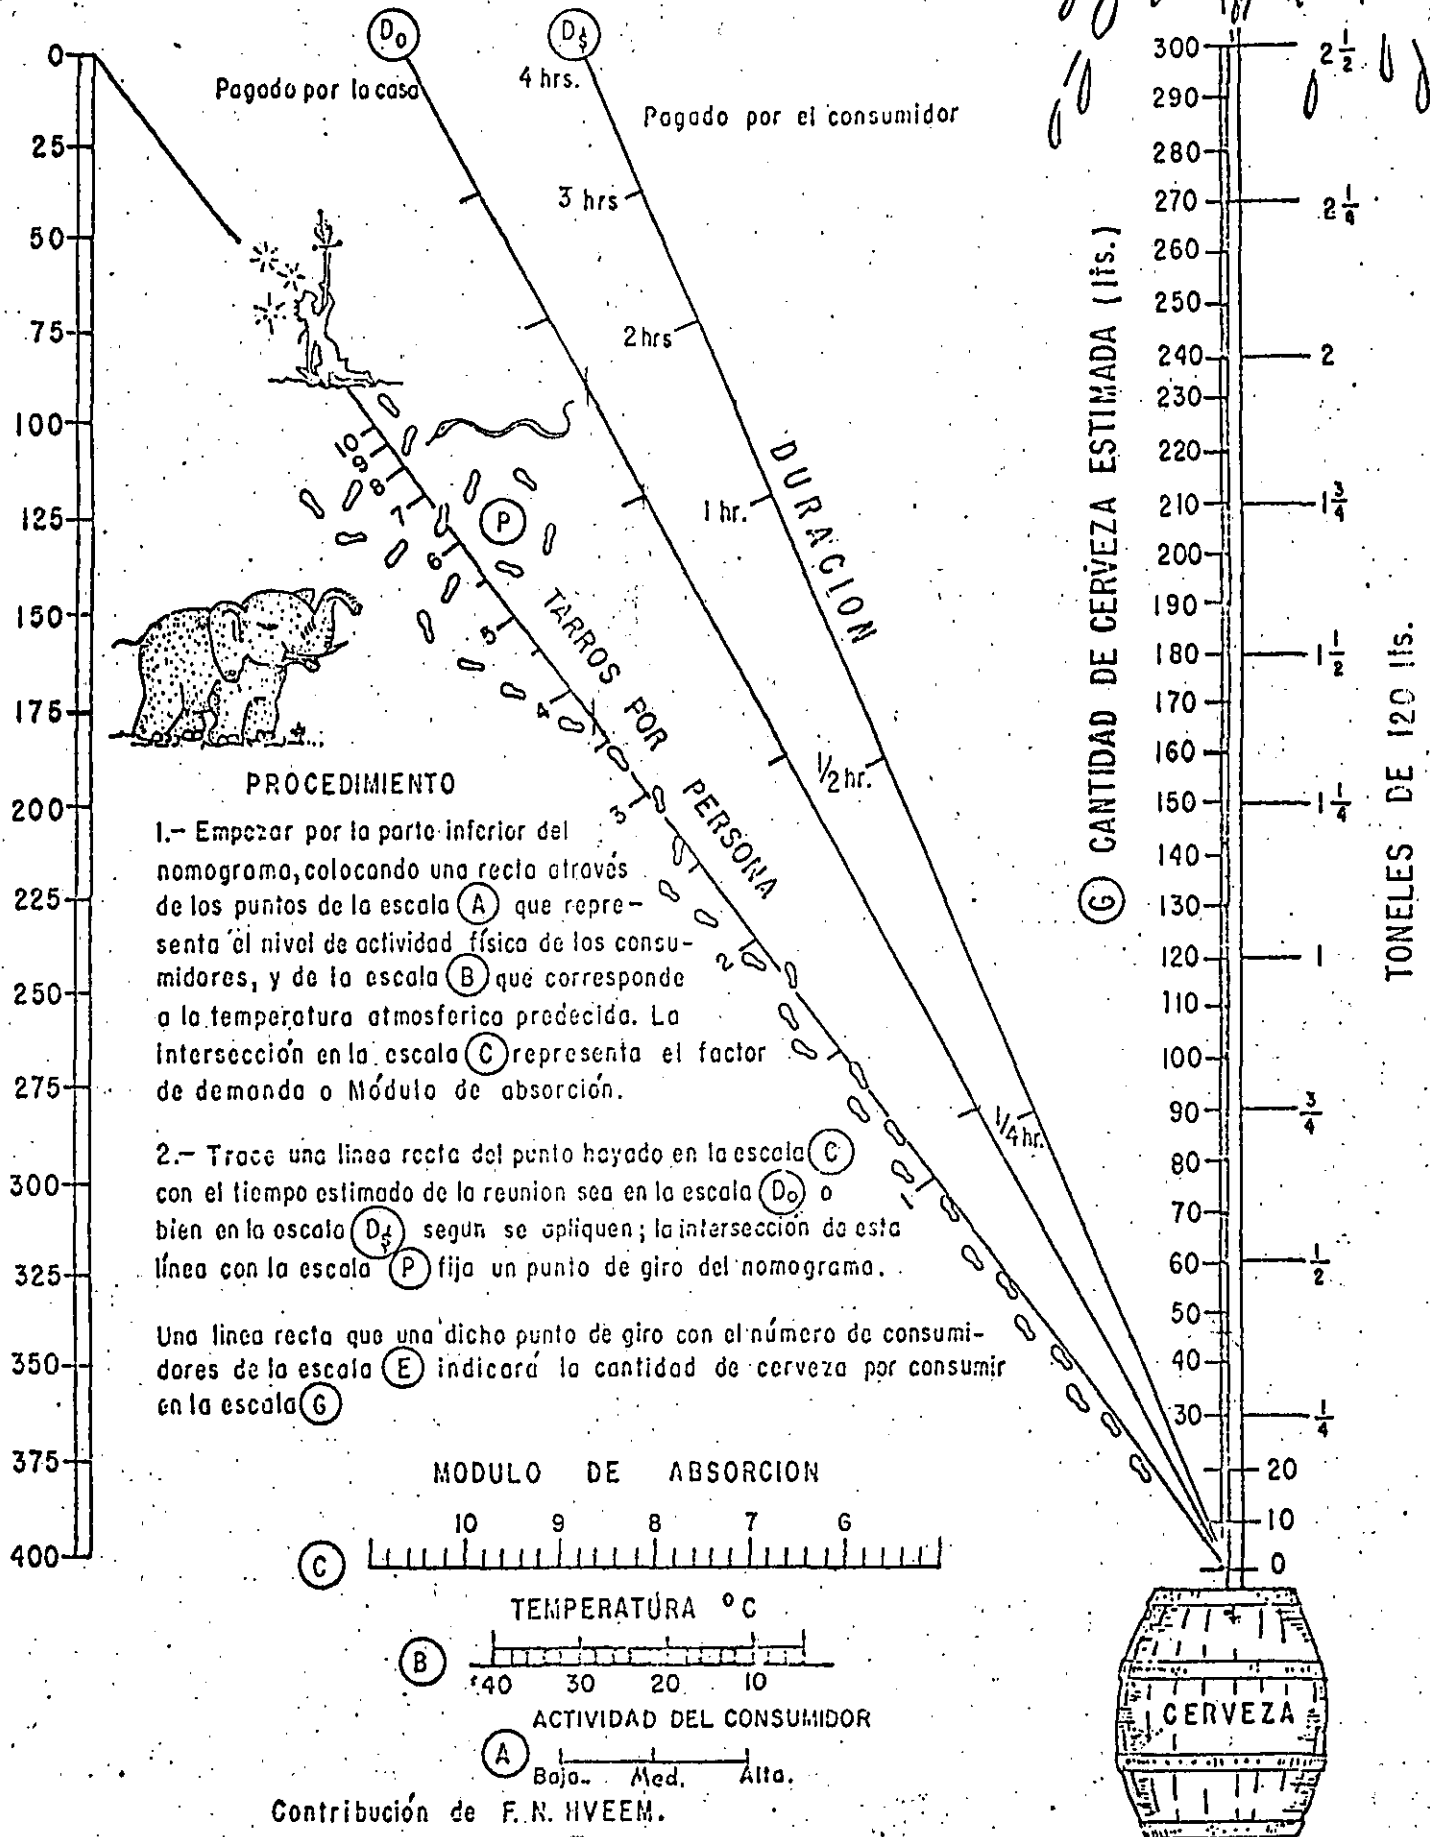 D₀
D$
Pagado por la casa
Pagado por el consumidor
4 hrs.
3 hrs
2 hrs
1 hr.
1/2 hr.
1/4 hr.
DURACION
0
25
50
75
100
125
150
175
200
225
250
275
300
325
350
375
400
10
9
8
7
6
5
4
3
2
1
P
TARROS POR PERSONA
G CANTIDAD DE CERVEZA ESTIMADA (lts.)
300
290
280
270
260
250
240
230
220
210
200
190
180
170
160
150
140
130
120
110
100
90
80
70
60
50
40
30
20
10
0
2 1/2
2 1/4
2
1 3/4
1 1/2
1 1/4
1
3/4
1/2
1/4
TONELES DE 120 lts.
PROCEDIMIENTO
1.- Empezar por la parte inferior del
nomograma, colocando una recta através
de los puntos de la escala A que repre-
senta el nivel de actividad física de los consu-
midores, y de la escala B que corresponde
a la temperatura atmosferica predecida. La
intersección en la escala C representa el factor
de demanda o Módulo de absorción.
2.- Trace una linea recta del punto hayado en la escala C
con el tiempo estimado de la reunion sea en la escala D₀ o
bien en la escala D$ segun se apliquen; la intersección de esta
línea con la escala P fija un punto de giro del nomograma.
Una linea recta que una dicho punto de giro con el número de consumi-
dores de la escala E indicará la cantidad de cerveza por consumir
en la escala G
MODULO DE ABSORCION
10 9 8 7 6
C
TEMPERATURA °C
B
40 30 20 10
ACTIVIDAD DEL CONSUMIDOR
A
Baja. Med. Alta.
Contribución de F. N. HVEEM.
CERVEZA